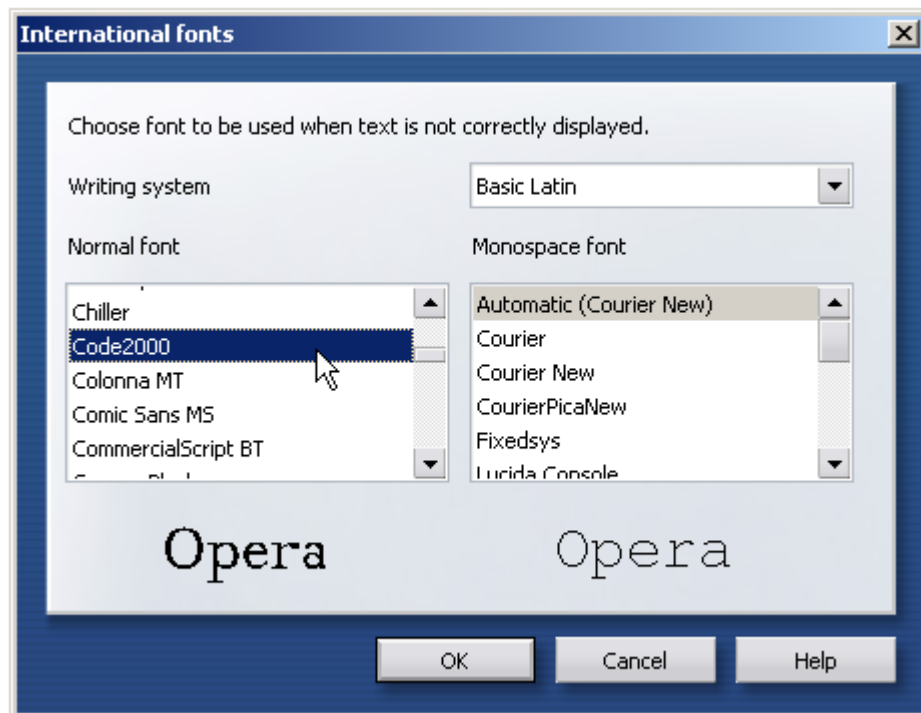 International fonts
Choose font to be used when text is not correctly displayed.
Writing system
Basic Latin
Normal font
Monospace font
Chiller
Code2000
Colonna MT
Comic Sans MS
CommercialScript BT
Automatic (Courier New)
Courier
Courier New
CourierPicaNew
Fixedsys
Lucida Console
Opera
Opera
OK
Cancel
Help